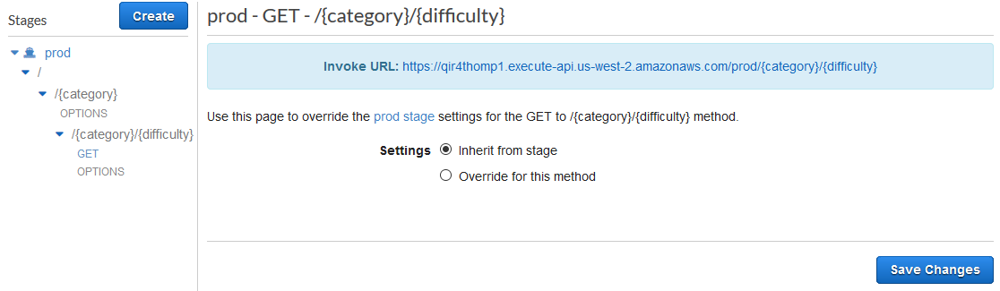 Stages
Create
prod
/
/{category}
OPTIONS
/{category}/{difficulty}
GET
OPTIONS
prod - GET - /{category}/{difficulty}
Invoke URL: https://qir4thomp1.execute-api.us-west-2.amazonaws.com/prod/{category}/{difficulty}
Use this page to override the prod stage settings for the GET to /{category}/{difficulty} method.
Settings Inherit from stage
Override for this method
Save Changes